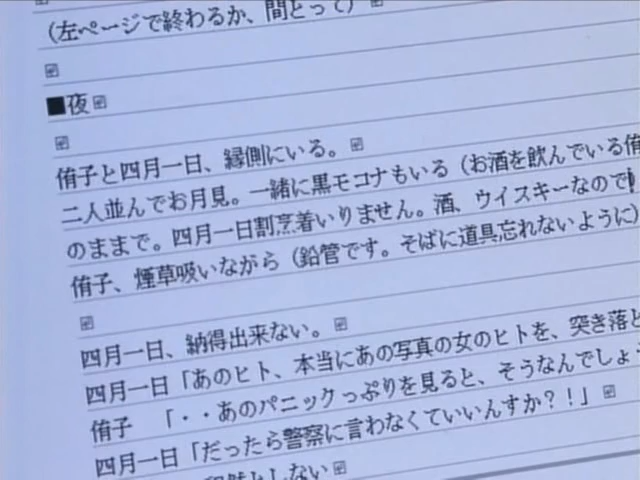 (左ページで終わるか、間とって)
■夜
侑子と四月一日、縁側にいる。
二人並んでお月見。一緒に黒モコナもいる(お酒を飲んでいる侑
のままで。四月一日割烹着いりません。酒、ウイスキーなので
侑子、煙草吸いながら(鉛管です。そばに道具忘れないように)
四月一日、納得出来ない。
四月一日「あのヒト、本当にあの写真の女のヒトを、突き落と
侑子 「・・あのパニックっぷりを見ると、そうなんでしょ
四月一日「だったら警察に言わなくていいんすか?!」
としない